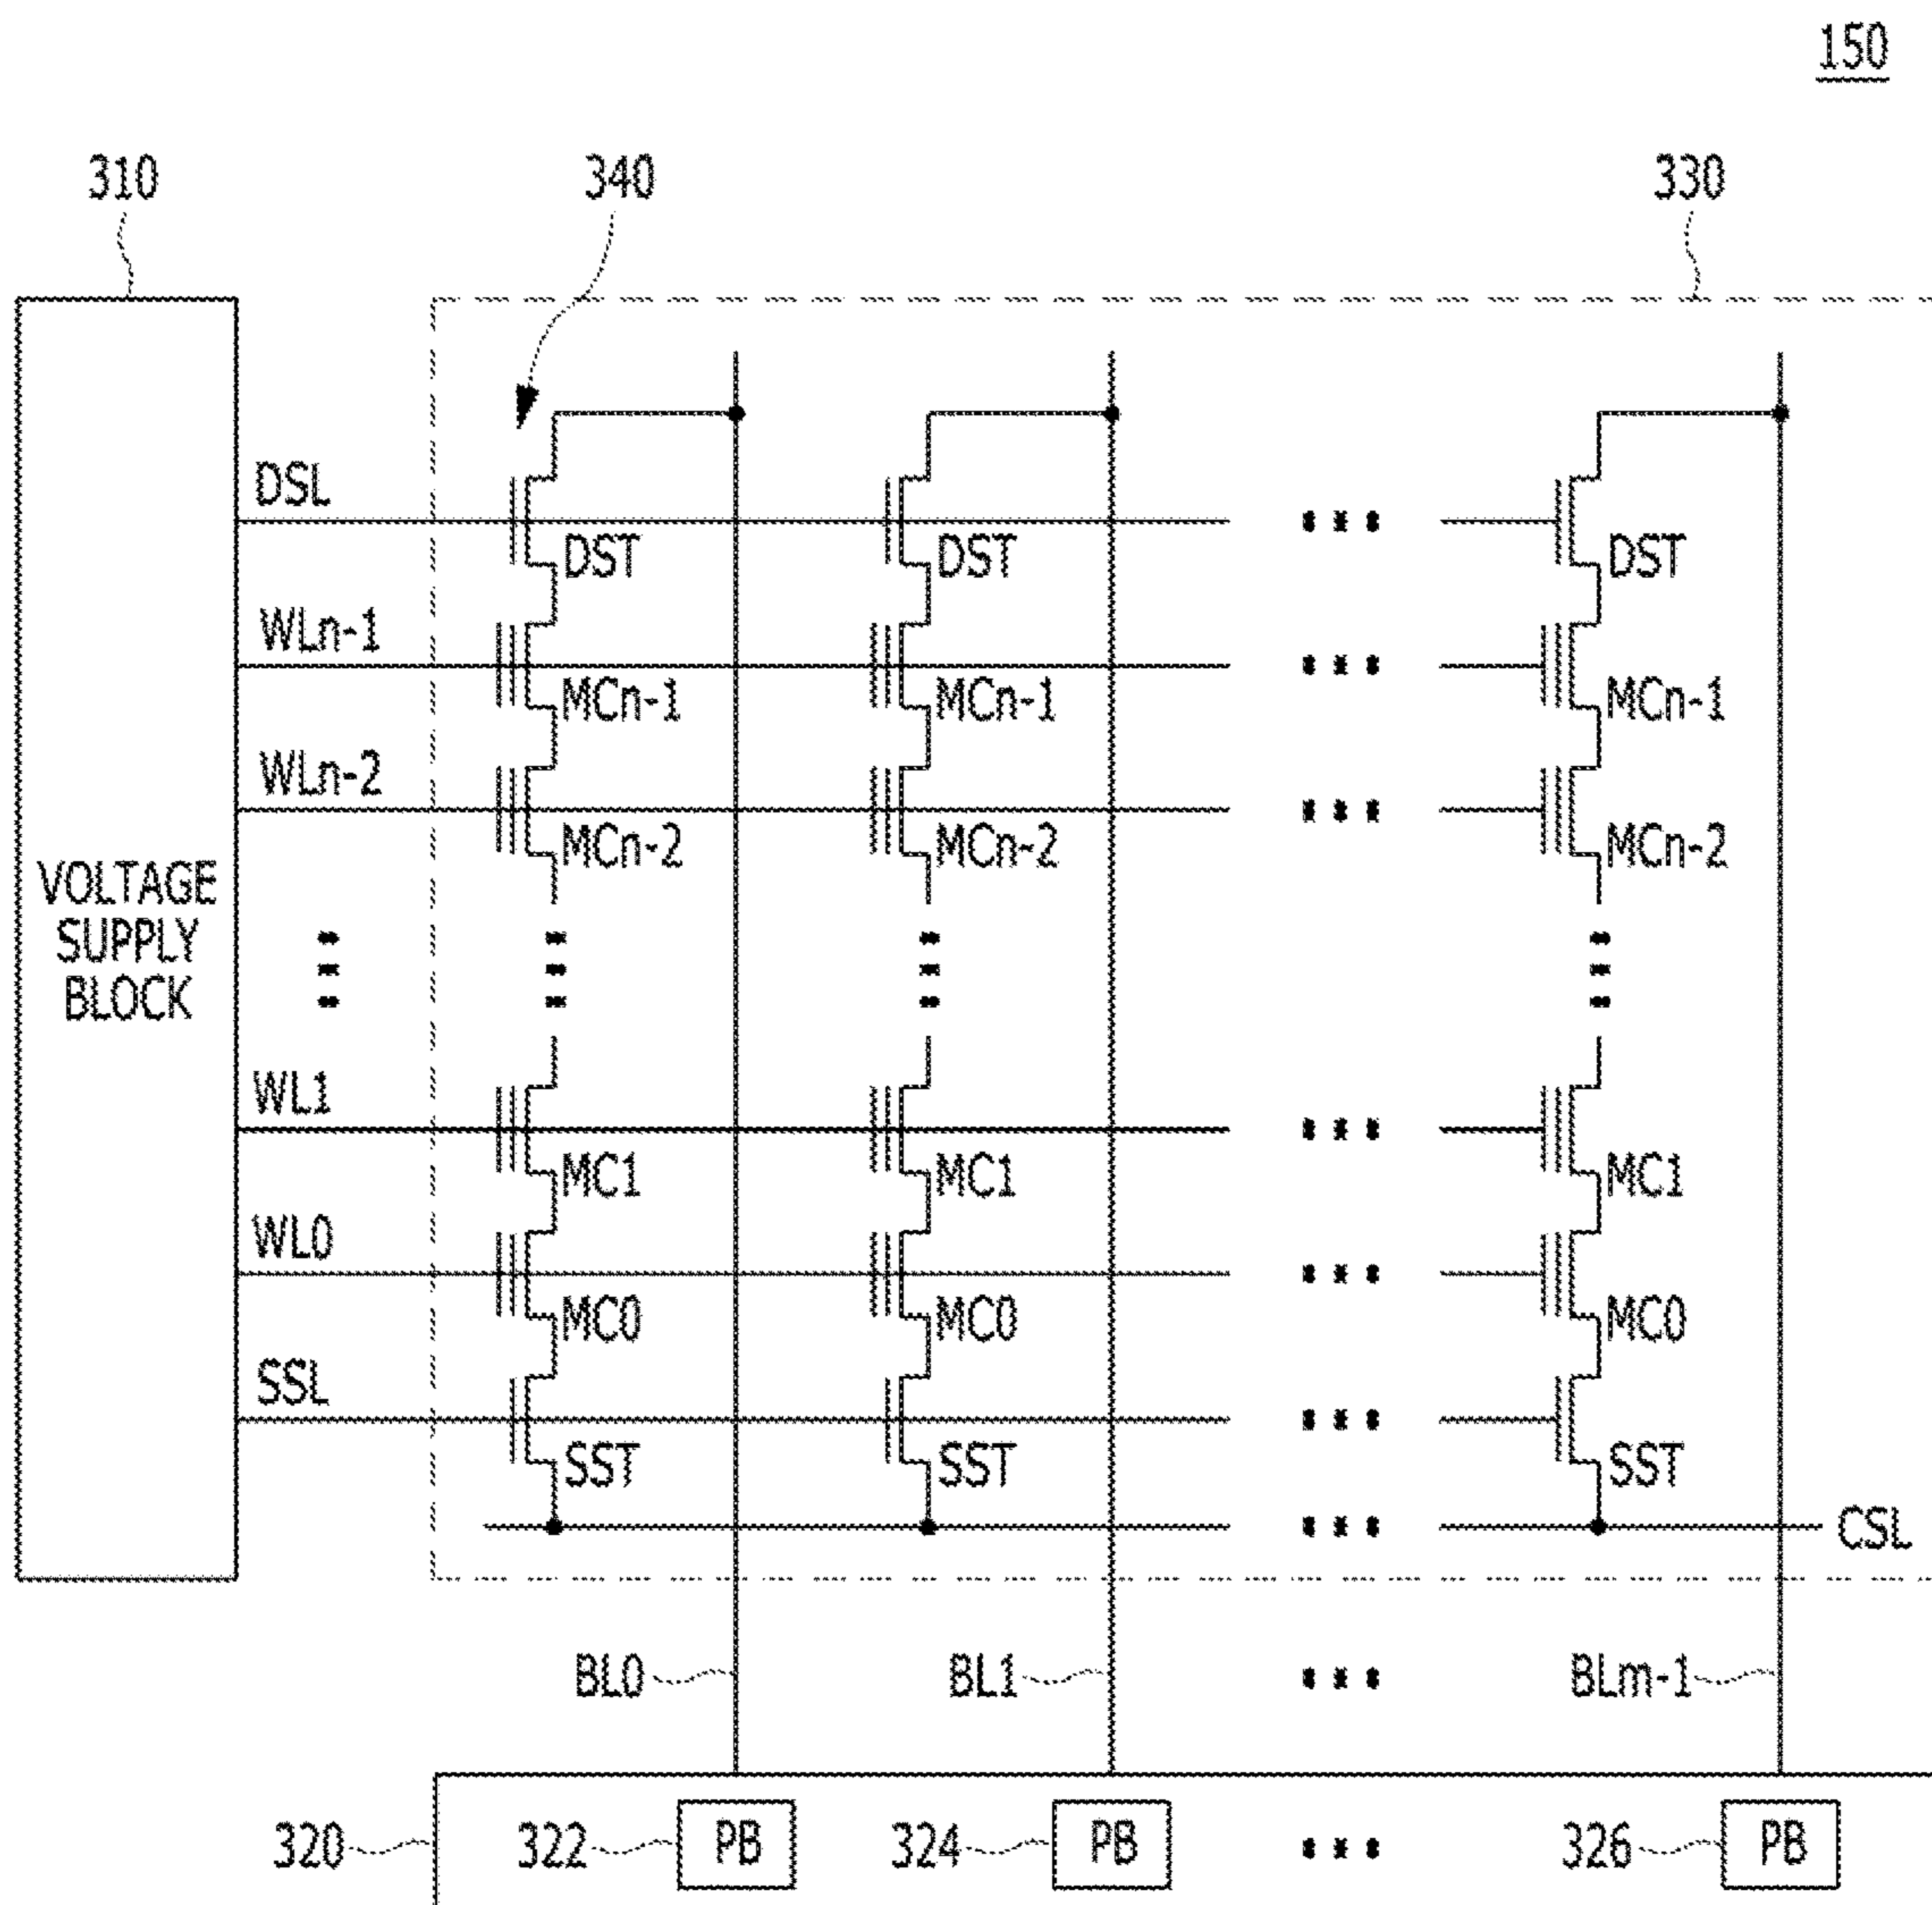 150
310 340 330
DSL
DST DST DST
WLn-1
MCn-1 MCn-1 MCn-1
WLn-2
MCn-2 MCn-2 MCn-2
VOLTAGE
SUPPLY
BLOCK
WL1
MC1 MC1 MC1
WL0
MC0 MC0 MC0
SSL
SST SST SST
CSL
BL0 BL1 BLm-1
320 322 PB 324 PB 326 PB